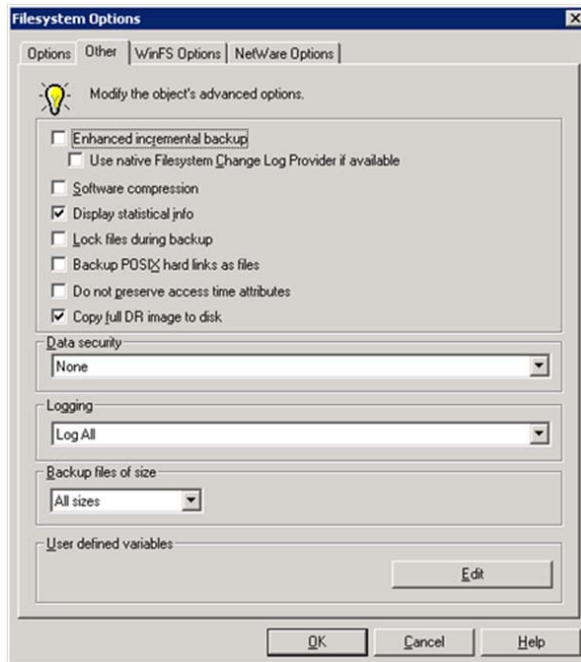 Filesystem Options
Options Other WinFS Options NetWare Options
Modify the object's advanced options.
Enhanced incremental backup
Use native Filesystem Change Log Provider if available
Software compression
Display statistical info
Lock files during backup
Backup POSIX hard links as files
Do not preserve access time attributes
Copy full DR image to disk
Data security
None
Logging
Log All
Backup files of size
All sizes
User defined variables
Edit
OK Cancel Help